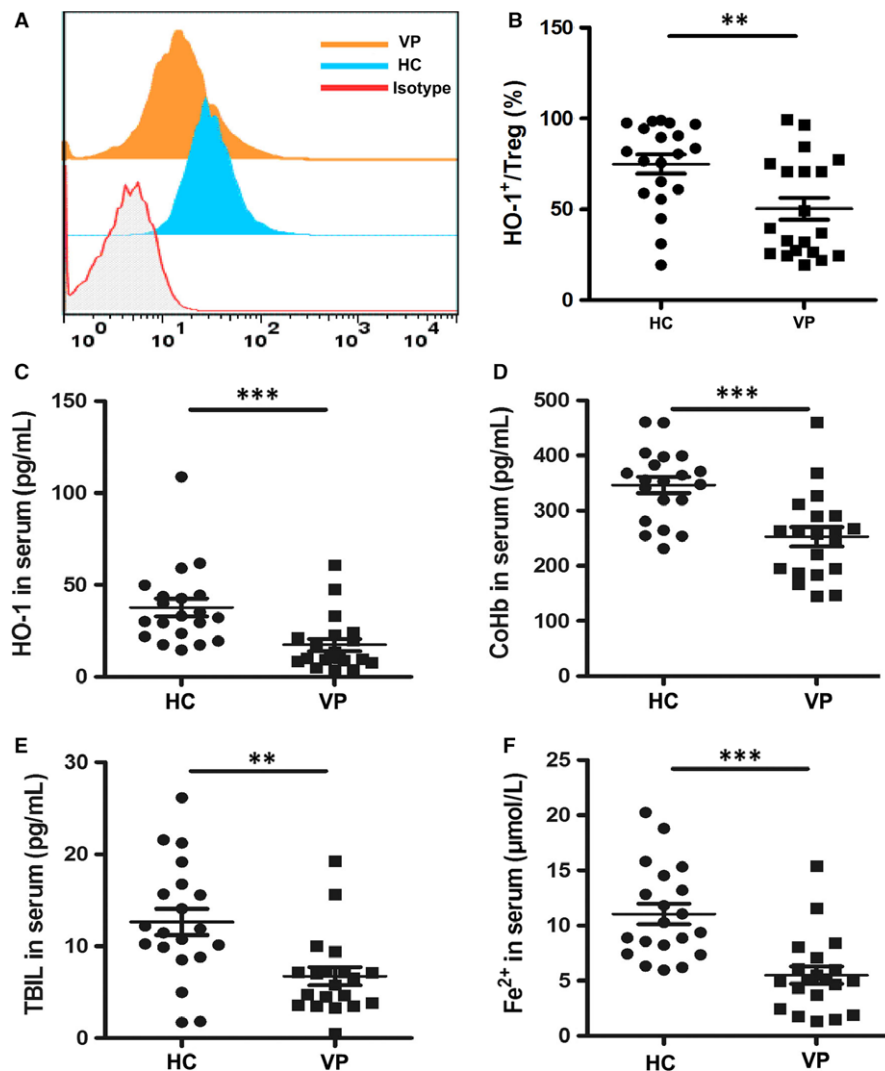 A
VP
HC
Isotype
10⁰ 10¹ 10² 10³ 10⁴
B
**
HO-1⁺/Treg (%)
150
100
50
0
HC VP
C
***
HO-1 in serum (pg/mL)
150
100
50
0
HC VP
D
***
CoHb in serum (pg/mL)
500
400
300
200
100
0
HC VP
E
**
TBIL in serum (pg/mL)
30
20
10
0
HC VP
F
***
Fe²⁺ in serum (μmol/L)
25
20
15
10
5
0
HC VP